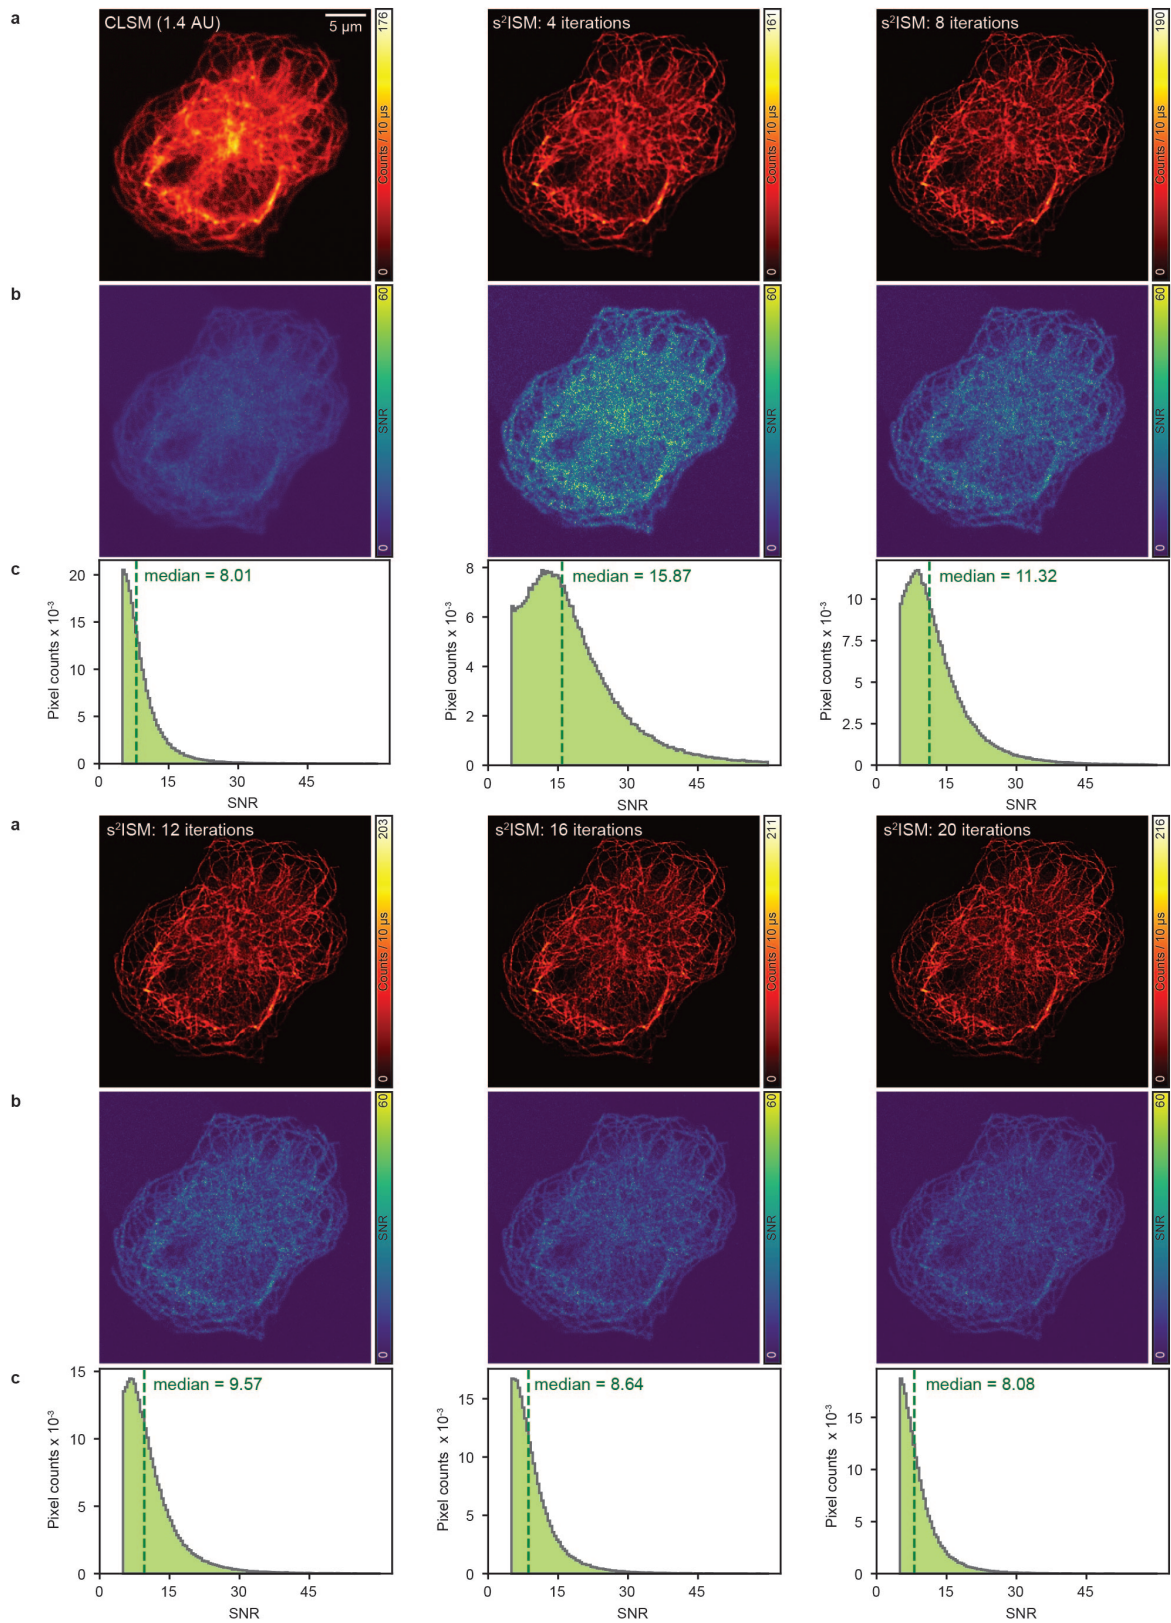 a
CLSM (1.4 AU)
5 µm
176
Counts / 10 µs
0
s²ISM: 4 iterations
161
Counts / 10 µs
0
s²ISM: 8 iterations
190
Counts / 10 µs
0
b
60
SNR
0
60
SNR
0
60
SNR
0
c
median = 8.01
Pixel counts x 10⁻³
20
15
10
5
0
0 15 30 45
SNR
median = 15.87
Pixel counts x 10⁻³
8
6
4
2
0
0 15 30 45
SNR
median = 11.32
Pixel counts x 10⁻³
10
7.5
5
2.5
0
0 15 30 45
SNR
a
s²ISM: 12 iterations
203
Counts / 10 µs
0
s²ISM: 16 iterations
211
Counts / 10 µs
0
s²ISM: 20 iterations
216
Counts / 10 µs
0
b
60
SNR
0
60
SNR
0
60
SNR
0
c
median = 9.57
Pixel counts x 10⁻³
15
10
5
0
0 15 30 45
SNR
median = 8.64
Pixel counts x 10⁻³
15
10
5
0
0 15 30 45
SNR
median = 8.08
Pixel counts x 10⁻³
15
10
5
0
0 15 30 45
SNR